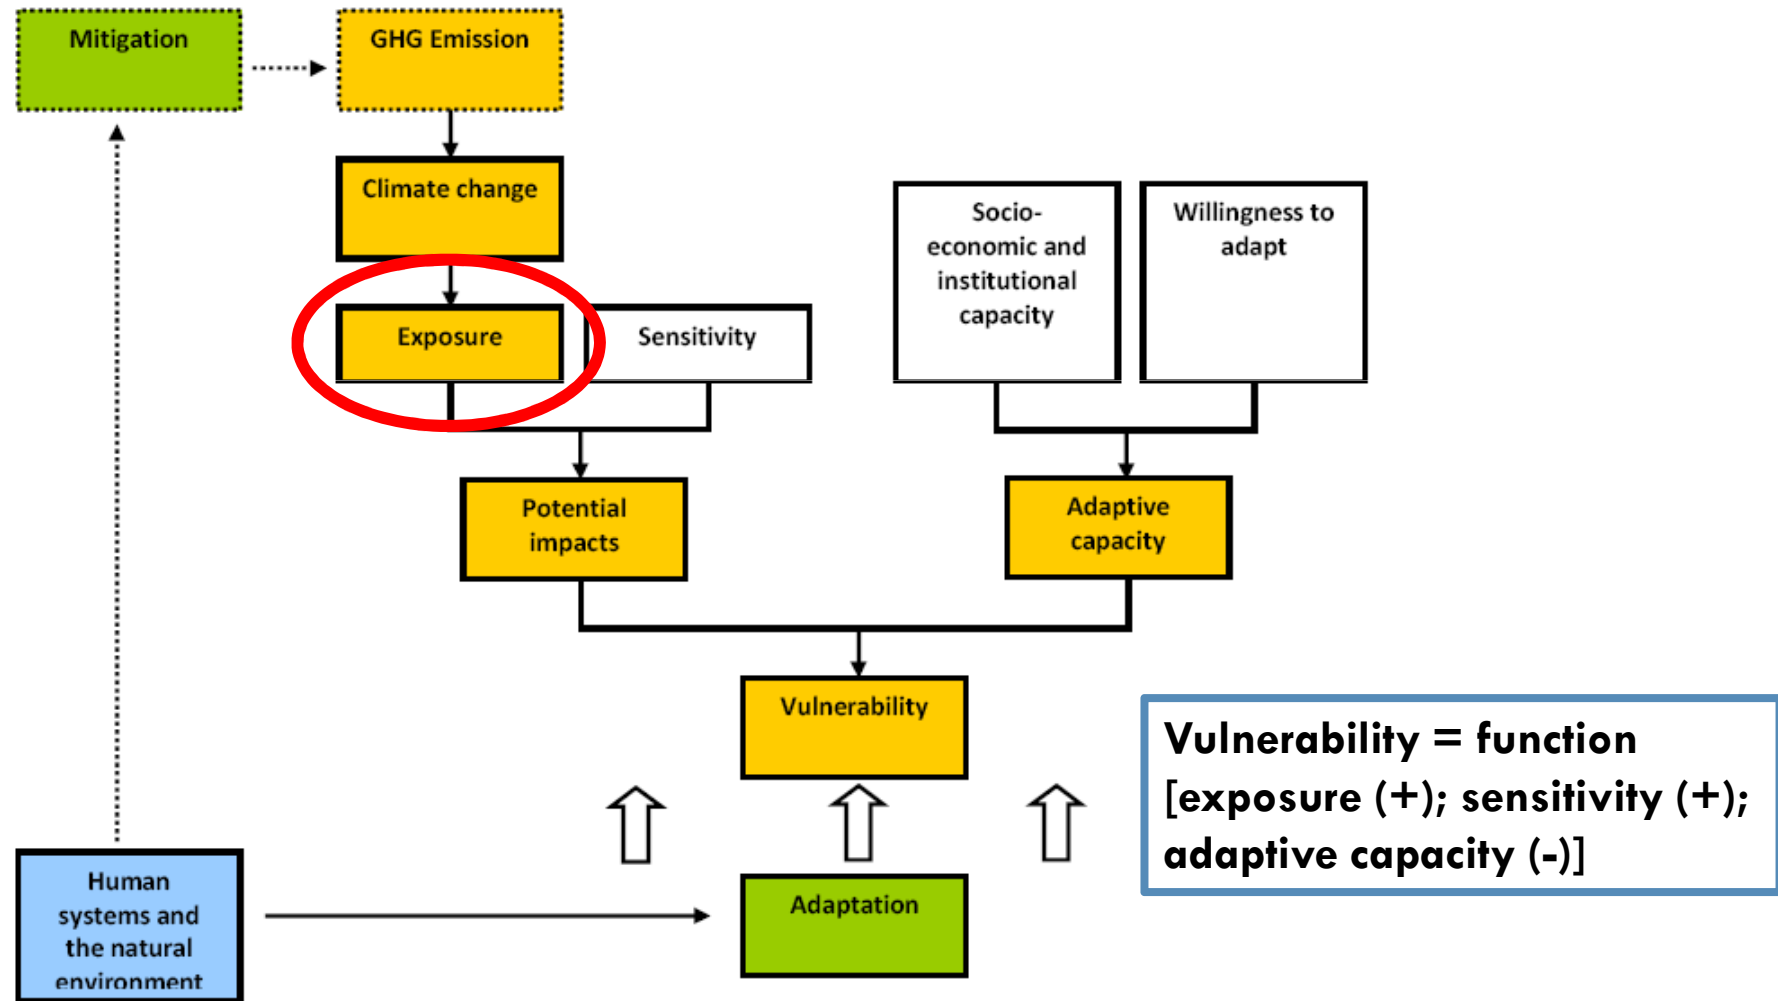 Mitigation
GHG Emission
Climate change
Exposure
Sensitivity
Socio-
economic and
institutional
capacity
Willingness to
adapt
Potential
impacts
Adaptive
capacity
Vulnerability
Vulnerability = function
[exposure (+); sensitivity (+);
adaptive capacity (-)]
Human
systems and
the natural
environment
Adaptation